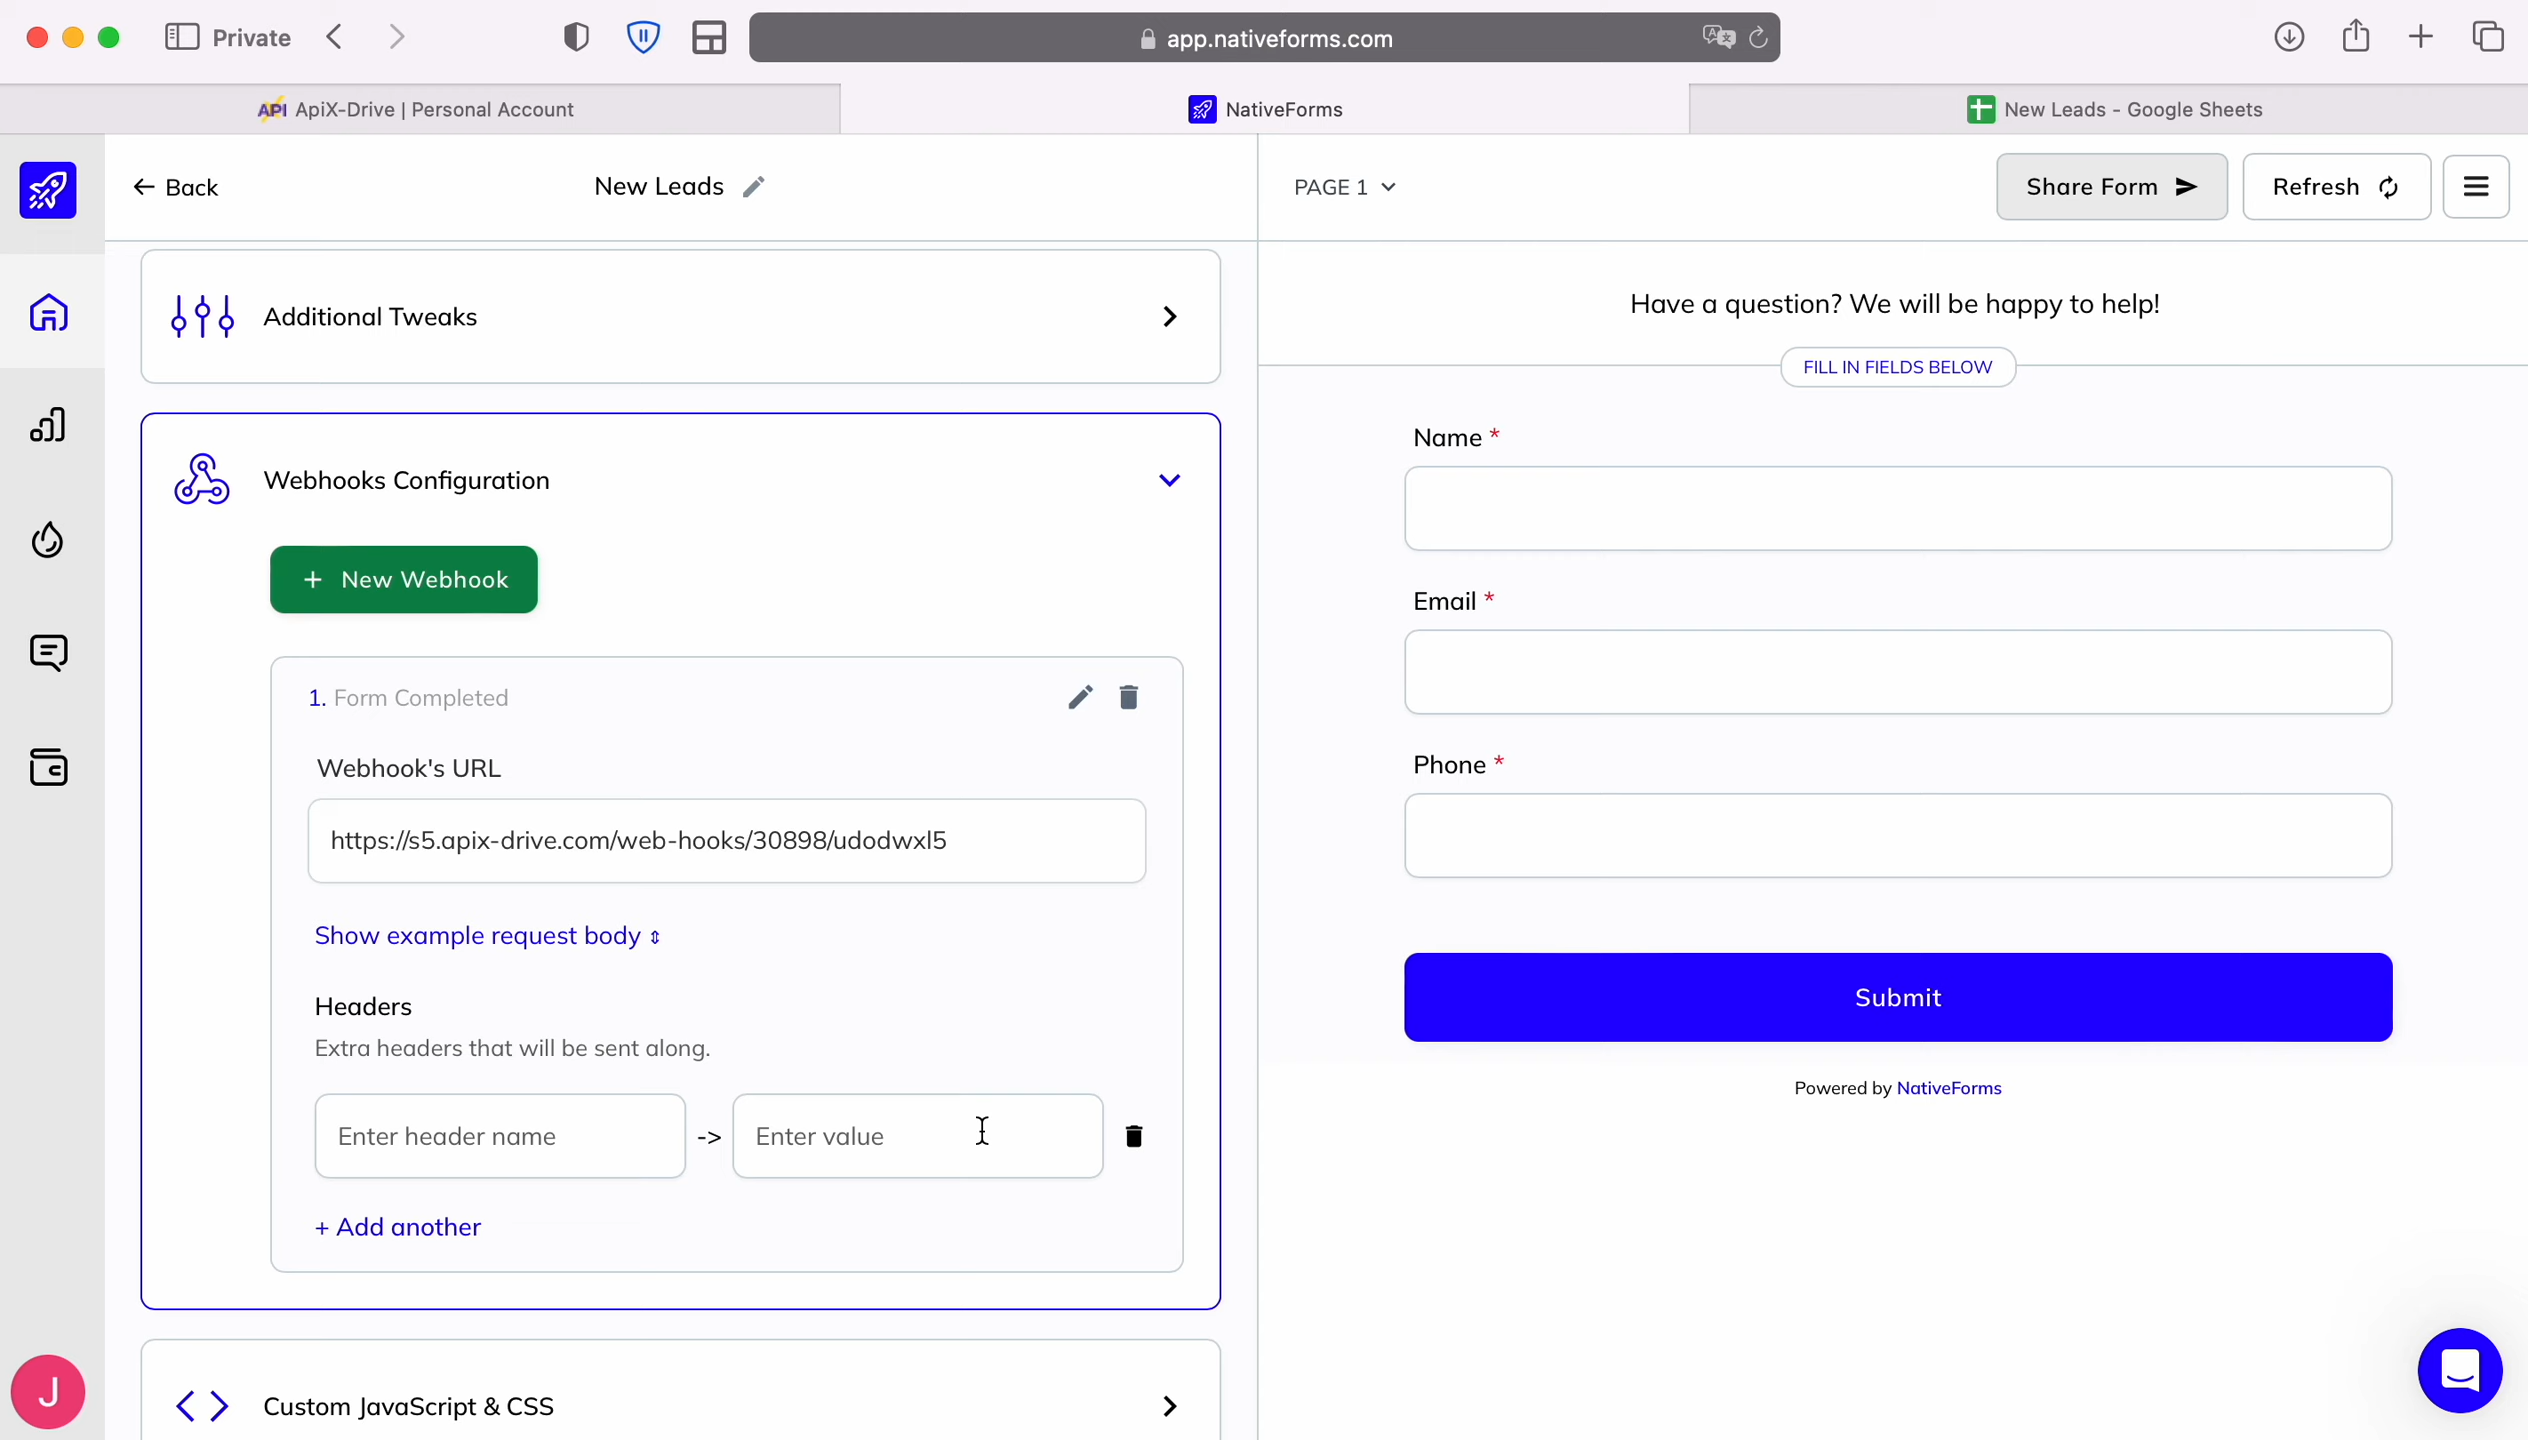 Private
app.nativeforms.com
API ApiX-Drive | Personal Account
NativeForms
New Leads - Google Sheets
Back
New Leads
PAGE 1
Share Form
Refresh
Additional Tweaks
Have a question? We will be happy to help!
FILL IN FIELDS BELOW
Webhooks Configuration
+ New Webhook
1. Form Completed
Webhook's URL
https://s5.apix-drive.com/web-hooks/30898/udodwxl5
Show example request body
Headers
Extra headers that will be sent along.
Enter header name -> Enter value
+ Add another
Custom JavaScript & CSS
Name *
Email *
Phone *
Submit
Powered by NativeForms
J